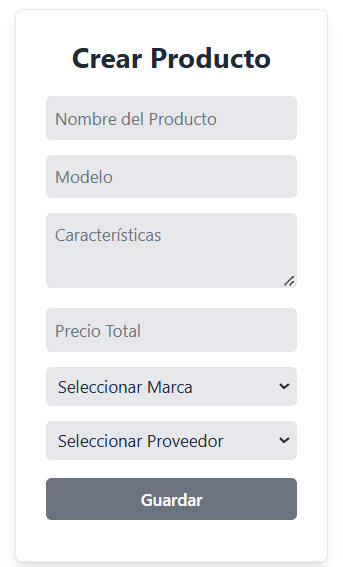 Crear Producto
Nombre del Producto
Modelo
Características
Precio Total
Seleccionar Marca
Seleccionar Proveedor
Guardar